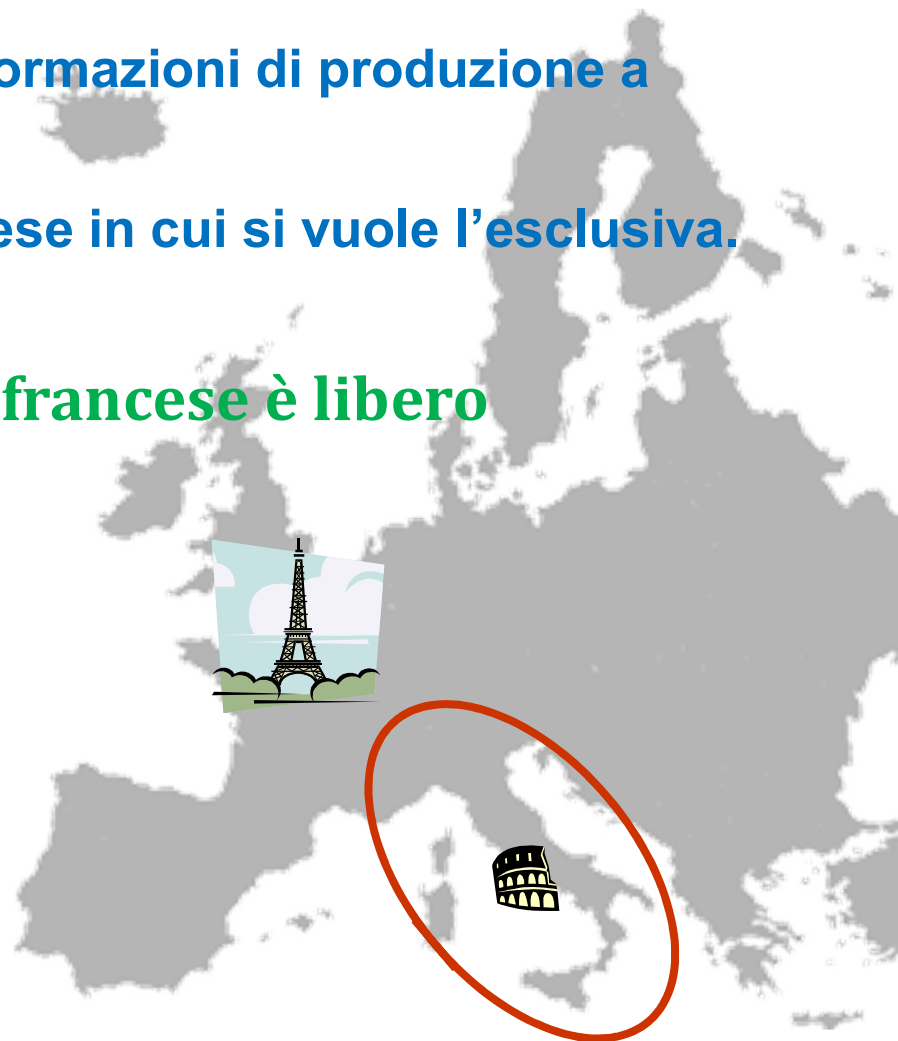 ormazioni di produzione a
ese in cui si vuole l’esclusiva.
francese è libero